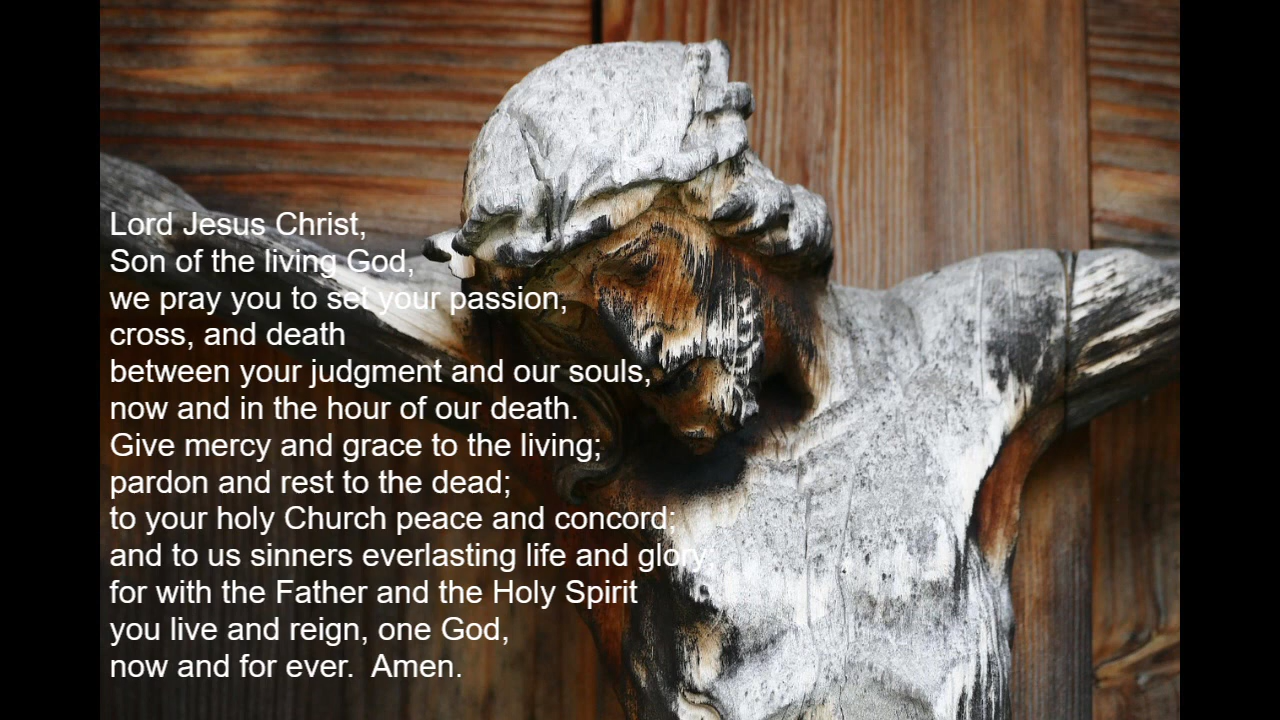 Lord Jesus Christ,
Son of the living God,
we pray you to set your passion,
cross, and death
between your judgment and our souls,
now and in the hour of our death.
Give mercy and grace to the living;
pardon and rest to the dead;
to your holy Church peace and concord;
and to us sinners everlasting life and glory;
for with the Father and the Holy Spirit
you live and reign, one God,
now and for ever.  Amen.